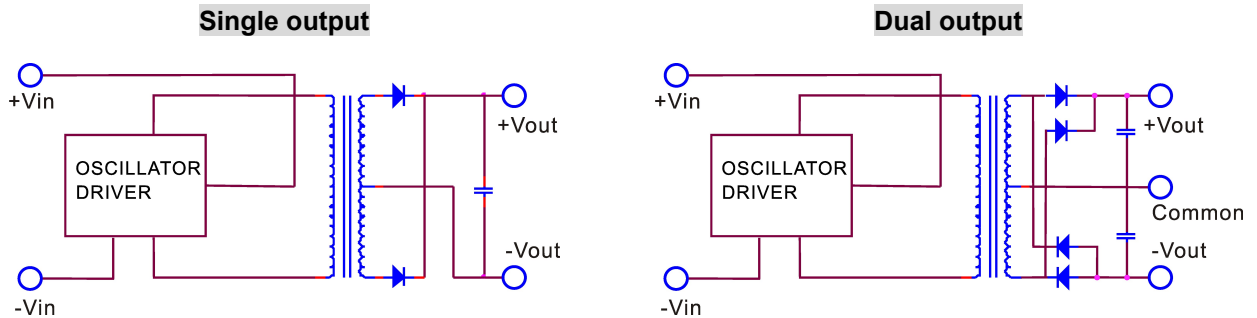 Single output
+Vin
OSCILLATOR
DRIVER
-Vin
+Vout
-Vout
Dual output
+Vin
OSCILLATOR
DRIVER
-Vin
+Vout
Common
-Vout